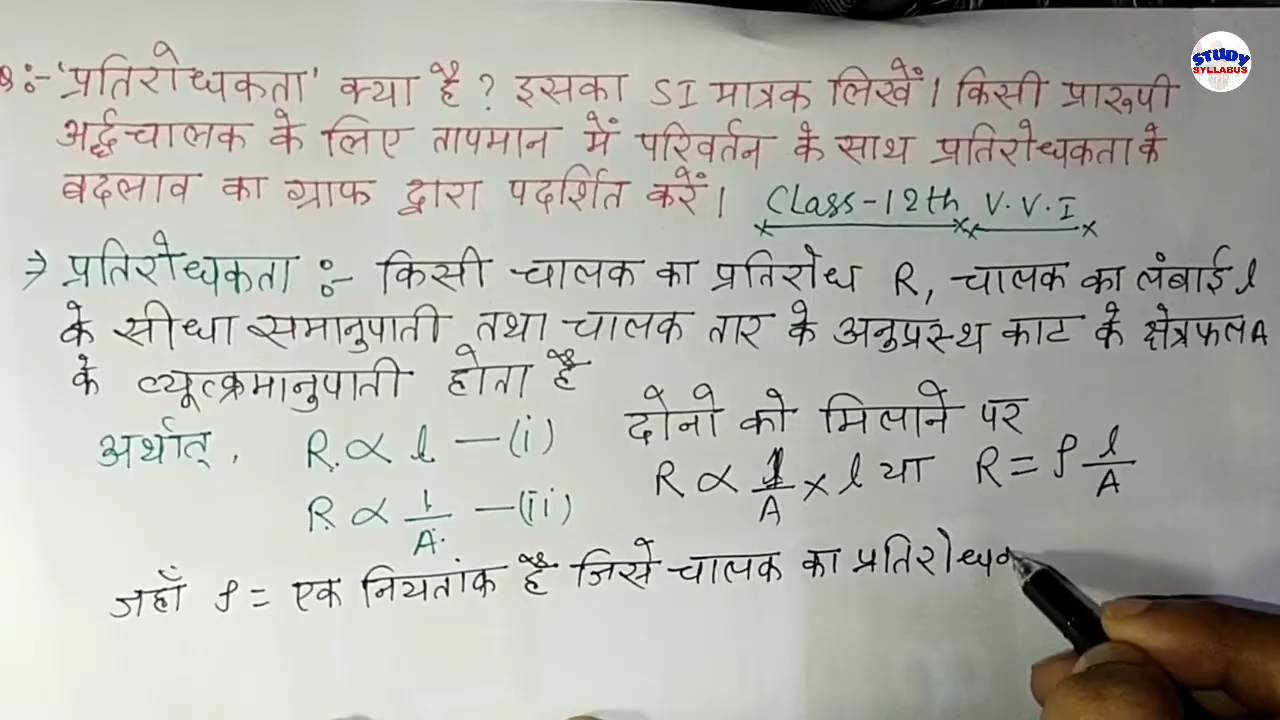 STUDY
SYLLABUS
Q:- 'प्रतिरोधकता' क्या है? इसका SI मात्रक लिखें। किसी प्रारूपी
अर्द्धचालक के लिए तापमान में परिवर्तन के साथ प्रतिरोधकता के
बदलाव का ग्राफ द्वारा पदर्शित करें। Class-12th V.V.I
⇒ प्रतिरोधकता :- किसी चालक का प्रतिरोध R, चालक का लंबाई l
के सीधा समानुपाती तथा चालक तार के अनुप्रस्थ काट के क्षेत्रफल A
के व्यूत्क्रमानुपाती होता है
अर्थात्, R ∝ l —(i)
R ∝ 1/A —(ii)
दोनो को मिलाने पर
R ∝ 1/A × l या R = ρ l/A
जहाँ ρ = एक नियतांक है जिसे चालक का